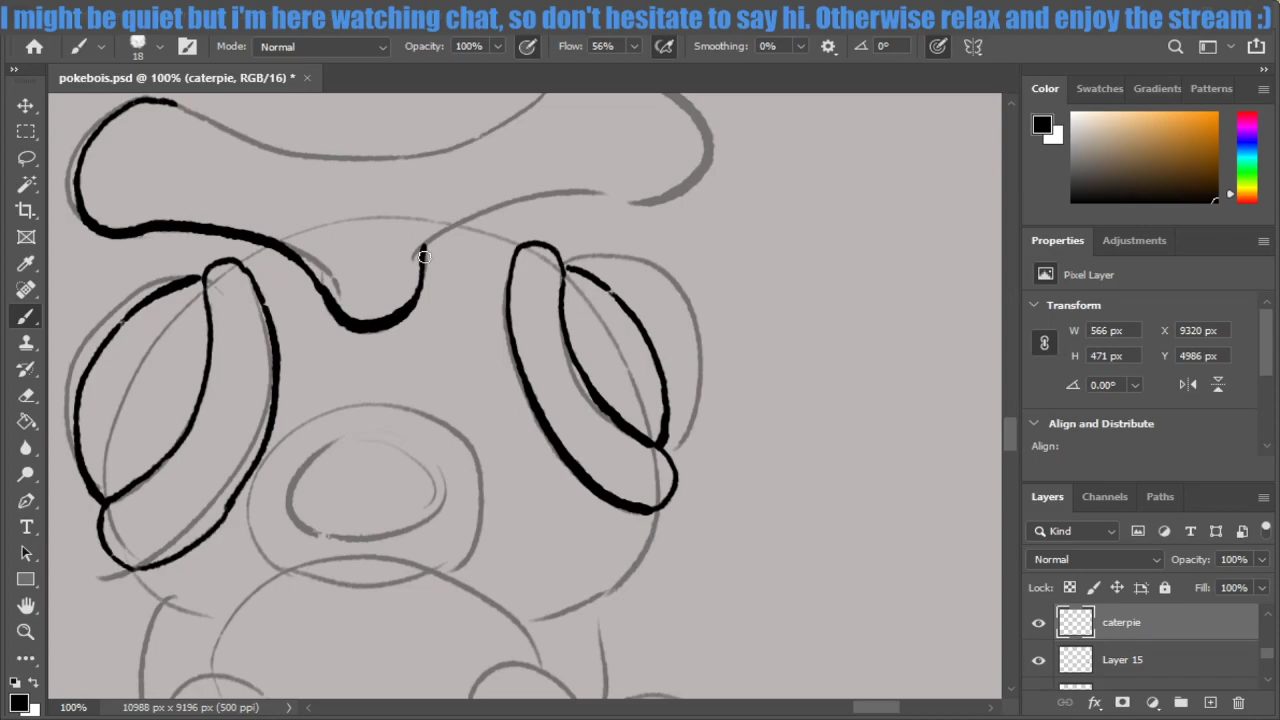 I might be quiet but i'm here watching chat, so don't hesitate to say hi. Otherwise relax and enjoy the stream :)
18
Mode: Normal
Opacity: 100%
Flow: 56%
Smoothing: 0%
0°
pokebois.psd @ 100% (caterpie, RGB/16) *
Color Swatches Gradients Patterns
Properties Adjustments
Pixel Layer
Transform
W 566 px X 9320 px
H 471 px Y 4986 px
0.00°
Align and Distribute
Align:
Layers Channels Paths
Kind
Normal Opacity: 100%
Lock: Fill: 100%
caterpie
Layer 15
fx
100% 10988 px x 9196 px (500 ppi)